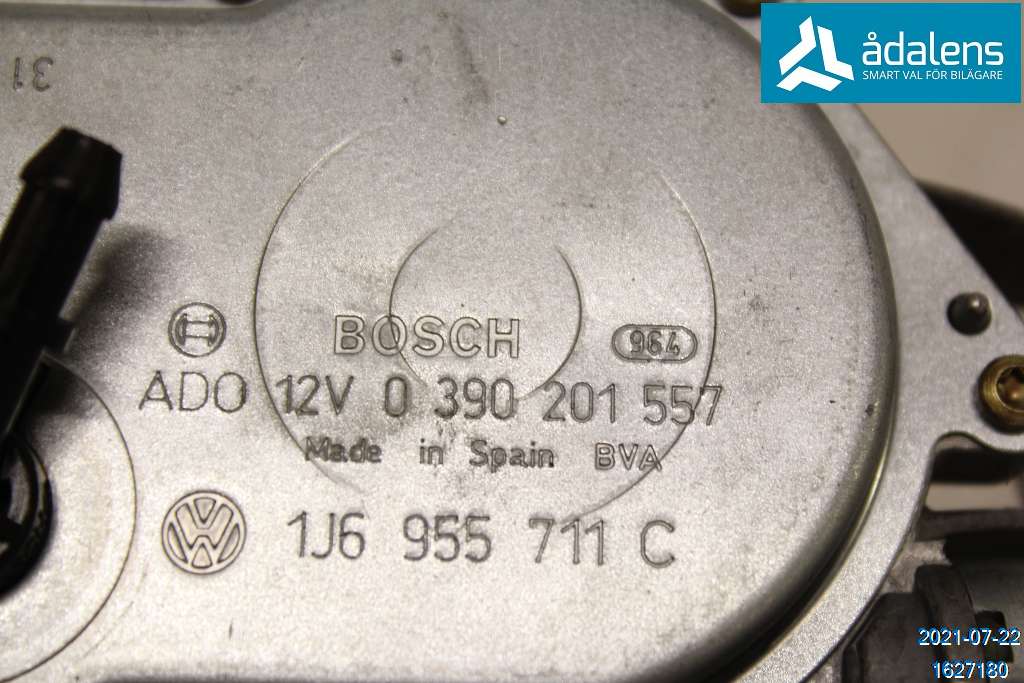 ådalens
SMART VAL FÖR BILÄGARE
31
BOSCH 964
ADO 12V 0 390 201 557
Made in Spain BVA
1J6 955 711 C
2021-07-22
1627180